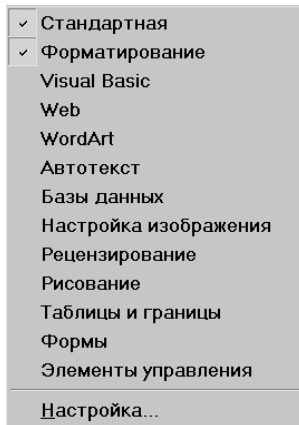 Стандартная
Форматирование
Visual Basic
Web
WordArt
Автотекст
Базы данных
Настройка изображения
Рецензирование
Рисование
Таблицы и границы
Формы
Элементы управления
Настройка...